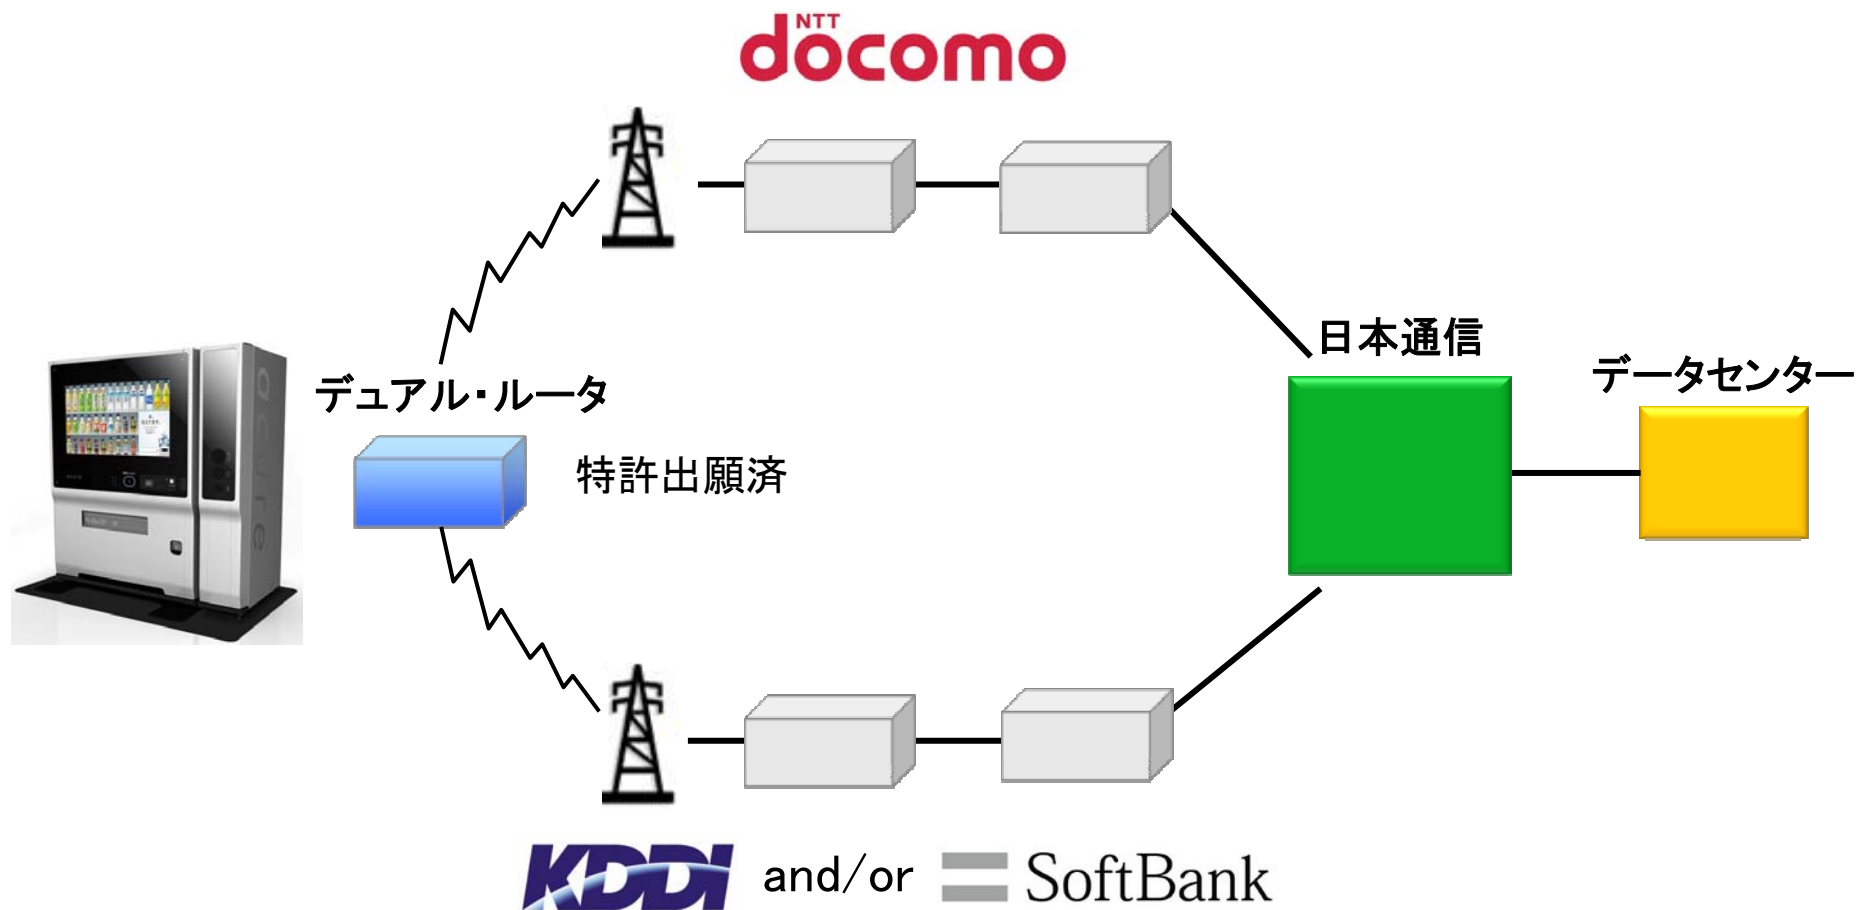 NTT
docomo
日本通信
データセンター
デュアル・ルータ
特許出願済
acure
KDDI and/or SoftBank